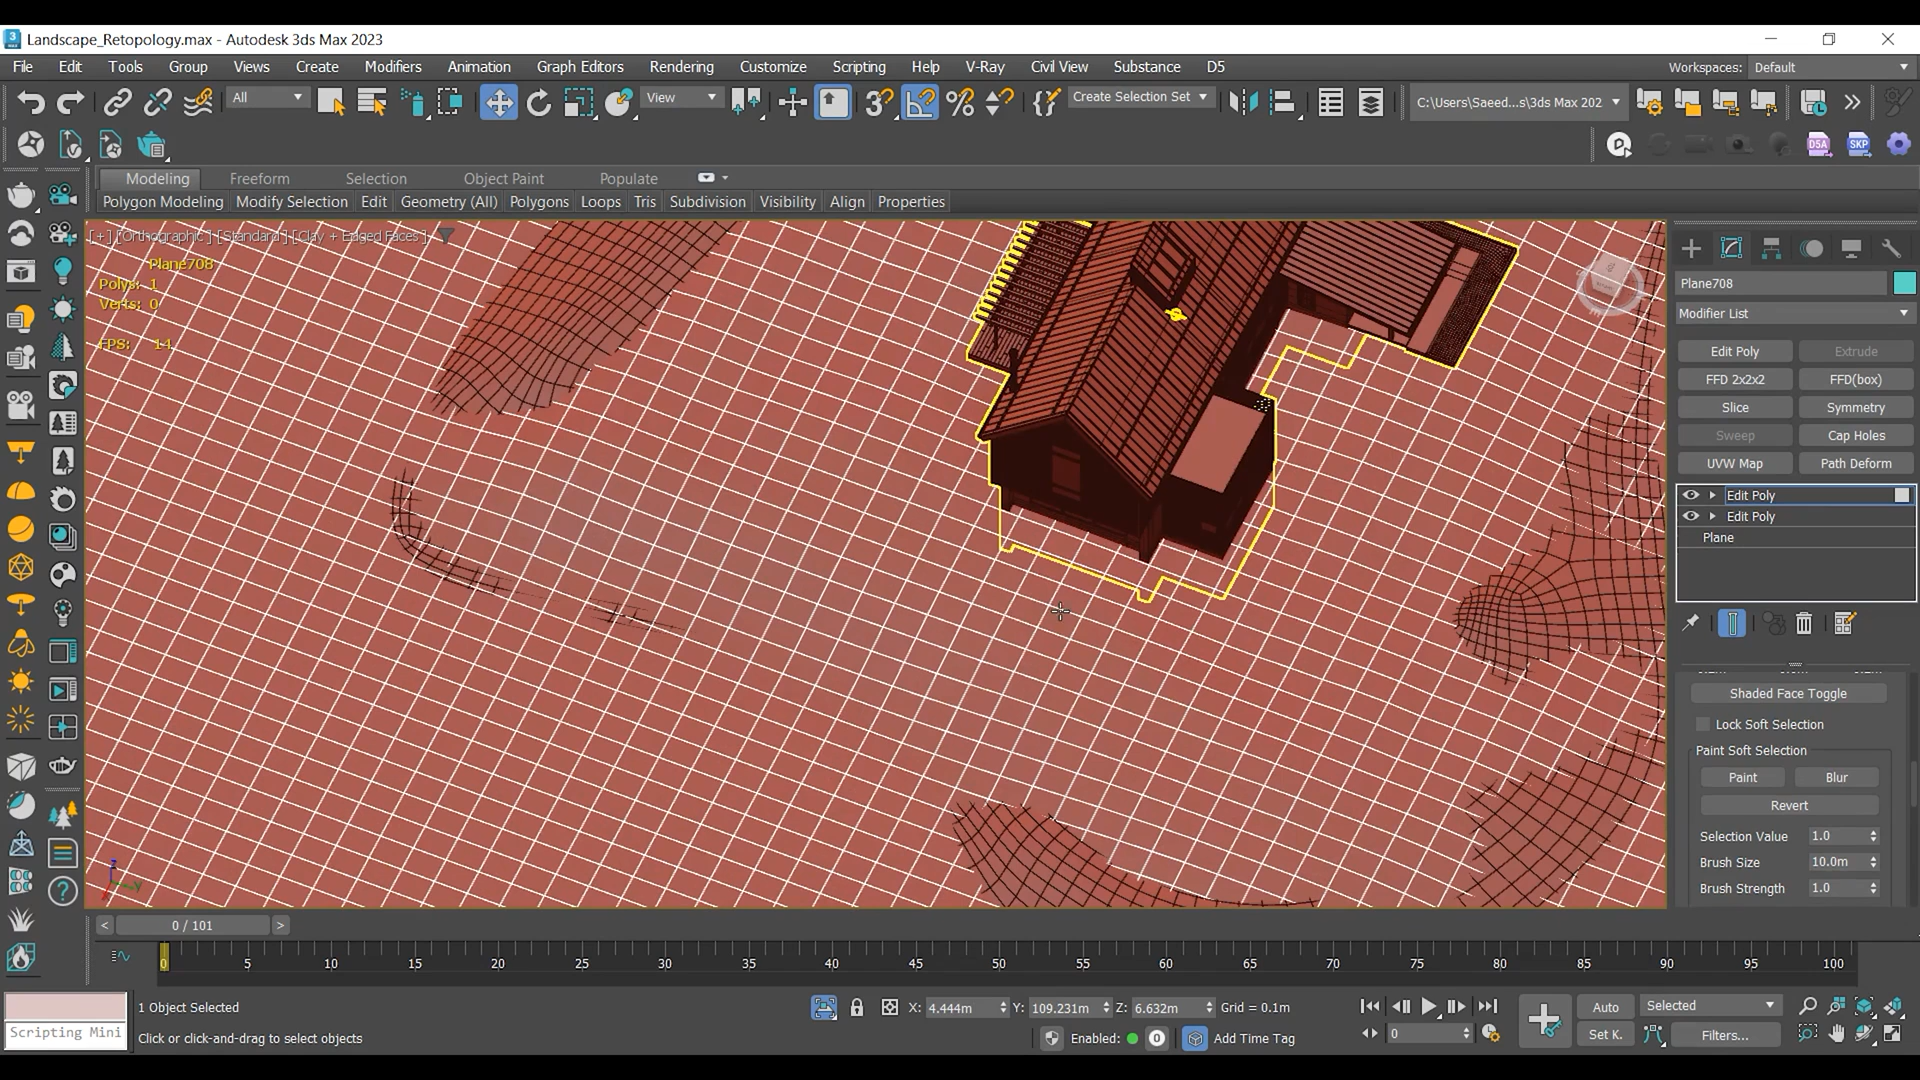 Landscape_Retopology.max - Autodesk 3ds Max 2023
File Edit Tools Group Views Create Modifiers Animation Graph Editors Rendering Customize Scripting Help V-Ray Civil View Substance D5 Workspaces: Default
All View Create Selection Set C:\Users\Saeed...s\3ds Max 202
D5A SKP
Modeling Freeform Selection Object Paint Populate
Polygon Modeling Modify Selection Edit Geometry (All) Polygons Loops Tris Subdivision Visibility Align Properties
[+] [Orthographic] [Standard] [Clay + Edged Faces]
Plane708
Polys: 1
Verts: 0
FPS: 14
Plane708
Modifier List
Edit Poly Extrude
FFD 2x2x2 FFD(box)
Slice Symmetry
Sweep Cap Holes
UVW Map Path Deform
Edit Poly
Edit Poly
Plane
Shaded Face Toggle
Lock Soft Selection
Paint Soft Selection
Paint Blur
Revert
Selection Value 1.0
Brush Size 10.0m
Brush Strength 1.0
< 0 / 101 >
0 5 10 15 20 25 30 35 40 45 50 55 60 65 70 75 80 85 90 95 100
1 Object Selected X: 4.444m Y: 109.231m Z: 6.632m Grid = 0.1m Auto Selected
Scripting Mini Click or click-and-drag to select objects Enabled: 0 Add Time Tag 0 Set K. Filters...